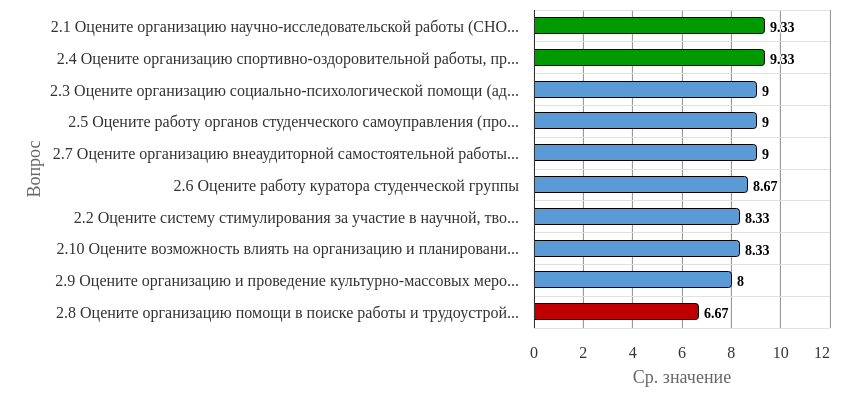 2.1 Оцените организацию научно-исследовательской работы (СНО... 9.33
2.4 Оцените организацию спортивно-оздоровительной работы, пр... 9.33
2.3 Оцените организацию социально-психологической помощи (ад... 9
2.5 Оцените работу органов студенческого самоуправления (про... 9
2.7 Оцените организацию внеаудиторной самостоятельной работы... 9
2.6 Оцените работу куратора студенческой группы 8.67
2.2 Оцените систему стимулирования за участие в научной, тво... 8.33
2.10 Оцените возможность влиять на организацию и планировани... 8.33
2.9 Оцените организацию и проведение культурно-массовых меро... 8
2.8 Оцените организацию помощи в поиске работы и трудоустрой... 6.67
Вопрос
0 2 4 6 8 10 12
Ср. значение